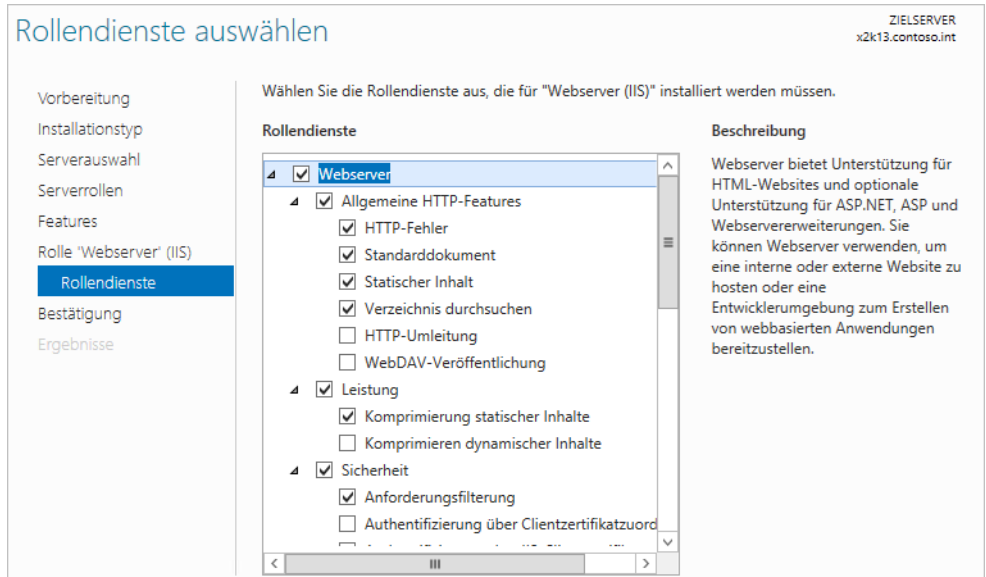 Rollendienste auswählen
ZIELSERVER
x2k13.contoso.int
Vorbereitung
Installationstyp
Serverauswahl
Serverrollen
Features
Rolle 'Webserver' (IIS)
Rollendienste
Bestätigung
Ergebnisse
Wählen Sie die Rollendienste aus, die für "Webserver (IIS)" installiert werden müssen.
Rollendienste
Webserver
Allgemeine HTTP-Features
HTTP-Fehler
Standarddokument
Statischer Inhalt
Verzeichnis durchsuchen
HTTP-Umleitung
WebDAV-Veröffentlichung
Leistung
Komprimierung statischer Inhalte
Komprimieren dynamischer Inhalte
Sicherheit
Anforderungsfilterung
Authentifizierung über Clientzertifikatzuord
Beschreibung
Webserver bietet Unterstützung für
HTML-Websites und optionale
Unterstützung für ASP.NET, ASP und
Webservererweiterungen. Sie
können Webserver verwenden, um
eine interne oder externe Website zu
hosten oder eine
Entwicklerumgebung zum Erstellen
von webbasierten Anwendungen
bereitzustellen.